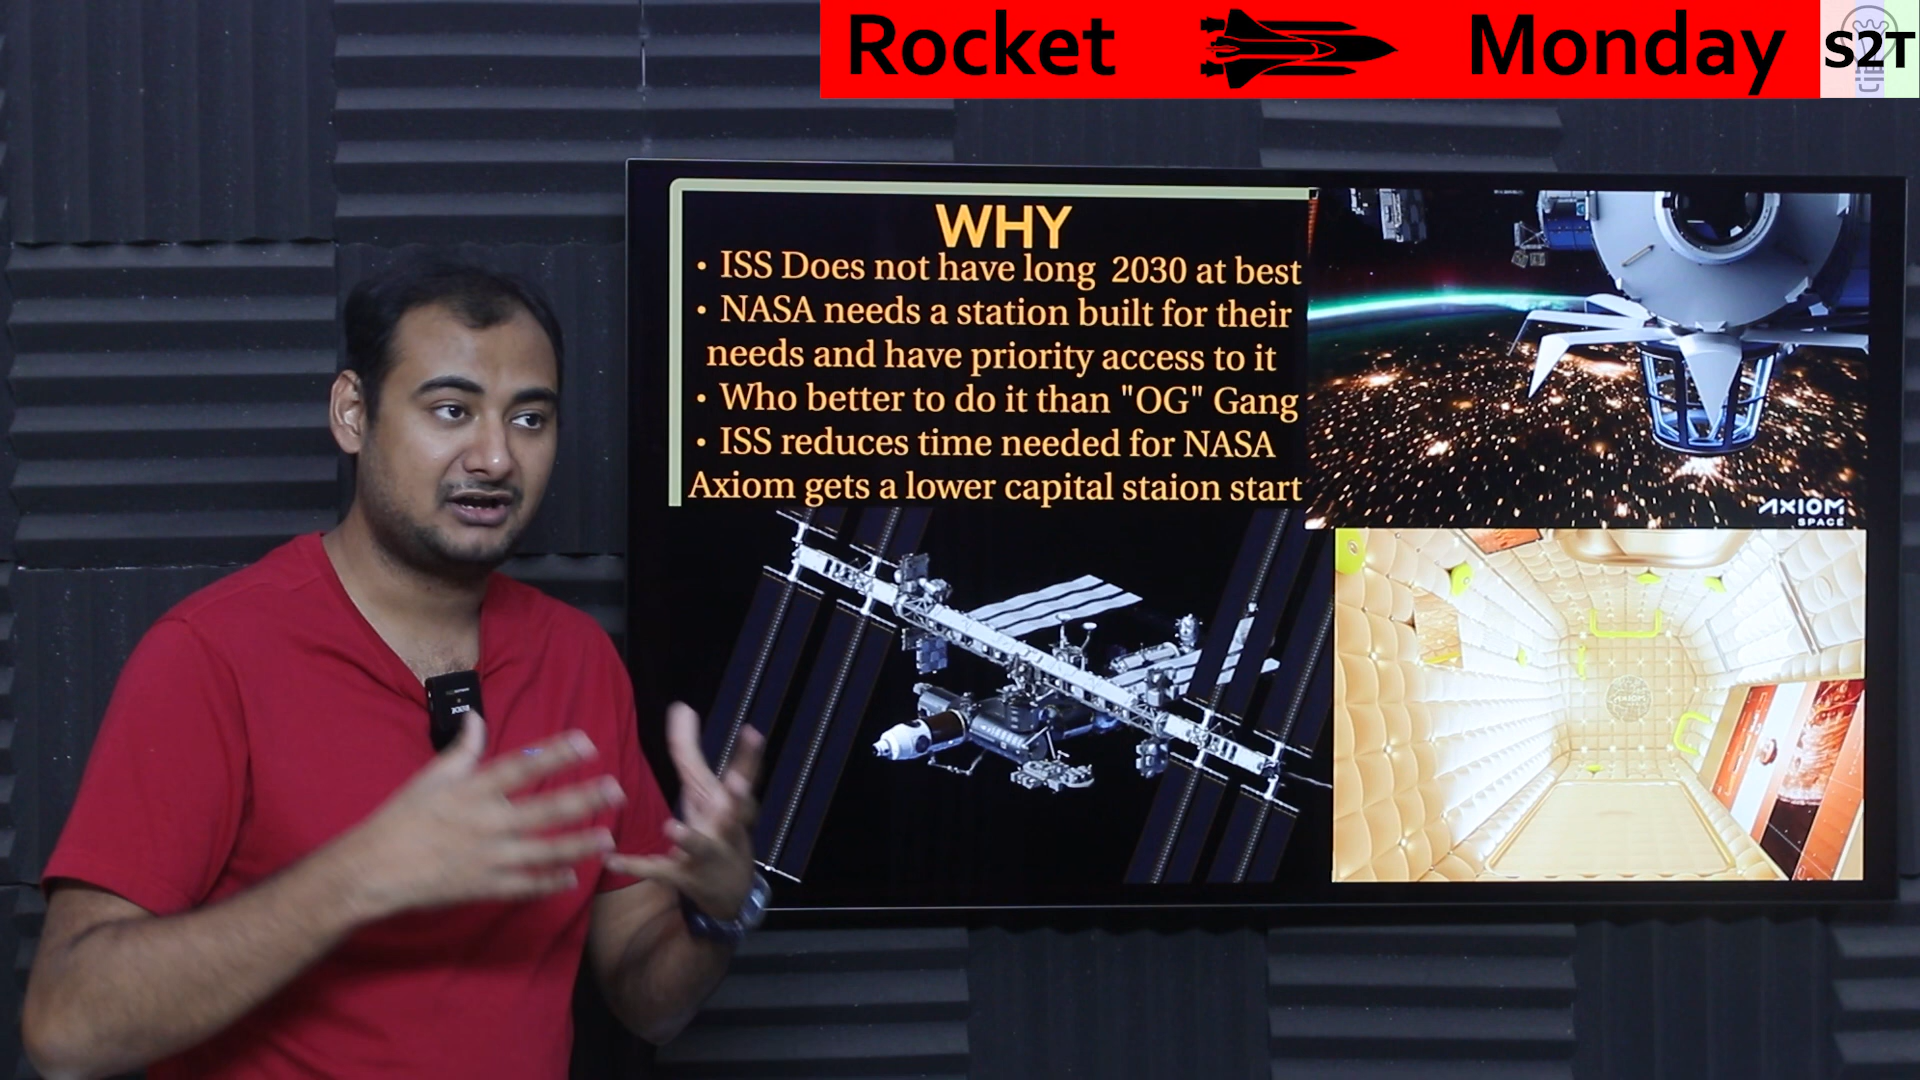 Rocket Monday
S2T
WHY
• ISS Does not have long 2030 at best
• NASA needs a station built for their
needs and have priority access to it
• Who better to do it than "OG" Gang
• ISS reduces time needed for NASA
Axiom gets a lower capital staion start
AXIOM
SPACE
AXIOM
RODE